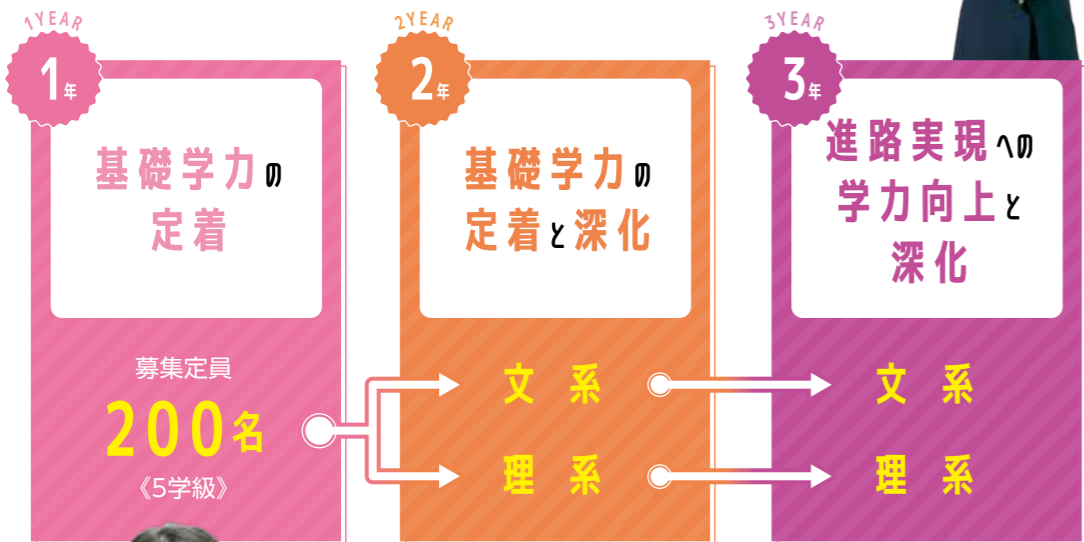 1YEAR
1年
基礎学力の
定着
募集定員
200名
《5学級》
2YEAR
2年
基礎学力の
定着と深化
文系
理系
3YEAR
3年
進路実現への
学力向上と
深化
文系
理系